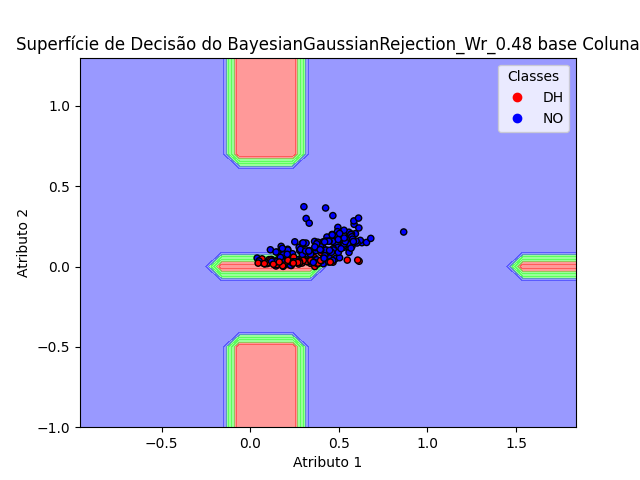 Superfície de Decisão do BayesianGaussianRejection_Wr_0.48 base Coluna
Classes
DH
NO
1.0
0.5
0.0
−0.5
−1.0
Atributo 2
−0.5
0.0
0.5
1.0
1.5
Atributo 1